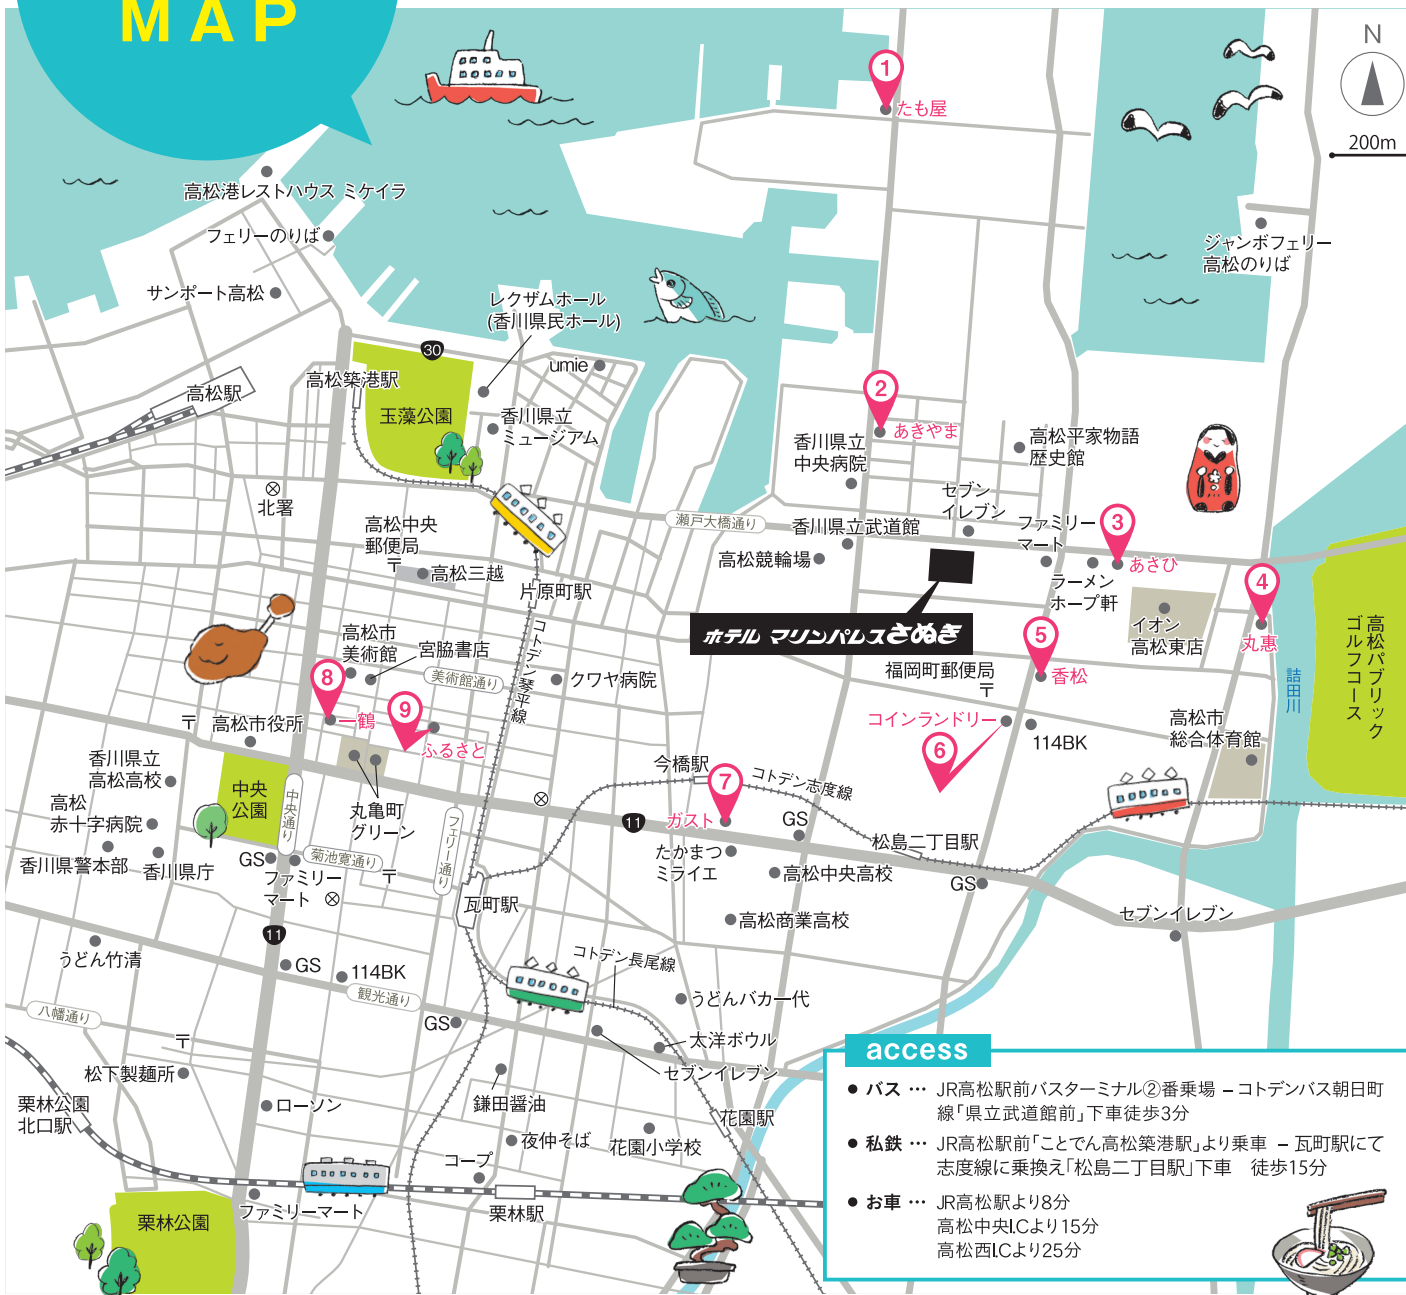 MAP
N
200m
1
たも屋
高松港レストハウス ミケイラ
フェリーのりば
サンポート高松
ジャンボフェリー
高松のりば
レクザムホール
(香川県民ホール)
30
umie
高松築港駅
高松駅
玉藻公園
香川県立
ミュージアム
2
あきやま
香川県立
中央病院
高松平家物語
歴史館
セブン
イレブン
北署
高松中央
郵便局
〒
高松三越
瀬戸大橋通り
香川県立武道館
高松競輪場
ファミリー
マート
3
あさひ
ラーメン
ホープ軒
4
丸惠
イオン
高松東店
片原町駅
コトデン琴平線
ホテル マリンパレスさぬき
5
香松
福岡町郵便局
〒
高松パブリック
ゴルフコース
詰田川
高松市
美術館
宮脇書店
美術館通り
クワヤ病院
8
一鶴
9
ふるさと
〒
高松市役所
コインランドリー
6
114BK
高松市
総合体育館
香川県立
高松高校
中央
公園
中央通り
丸亀町
グリーン
今橋駅
7
コトデン志度線
ガスト
11
GS
高松
赤十字病院
香川県警本部
香川県庁
GS
ファミリー
マート
菊池寛通り
〒
フェリー通り
たかまつ
ミライエ
松島二丁目駅
高松中央高校
GS
瓦町駅
高松商業高校
セブンイレブン
11
うどん竹清
GS
114BK
観光通り
コトデン長尾線
うどんバカ一代
八幡通り
〒
GS
太洋ボウル
セブンイレブン
松下製麺所
栗林公園
北口駅
ローソン
鎌田醤油
花園駅
夜仲そば
花園小学校
コープ
ファミリーマート
栗林駅
栗林公園
access
● バス … JR高松駅前バスターミナル②番乗場 − コトデンバス朝日町
線「県立武道館前」下車徒歩3分
● 私鉄 … JR高松駅前「ことでん高松築港駅」より乗車 − 瓦町駅にて
志度線に乗換え「松島二丁目駅」下車 徒歩15分
● お車 … JR高松駅より8分
高松中央I.Cより15分
高松西I.Cより25分